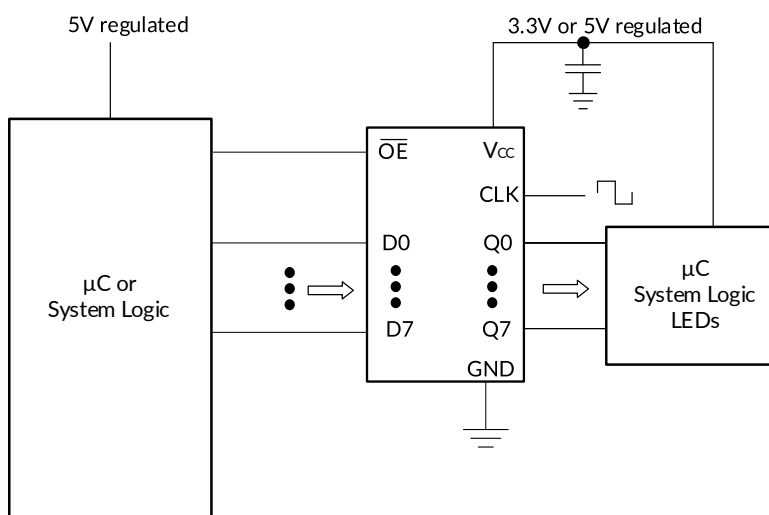 5V regulated
3.3V or 5V regulated
O̅E̅
VCC
CLK
D0
Q0
μC or
System Logic
μC
System Logic
LEDs
D7
Q7
GND